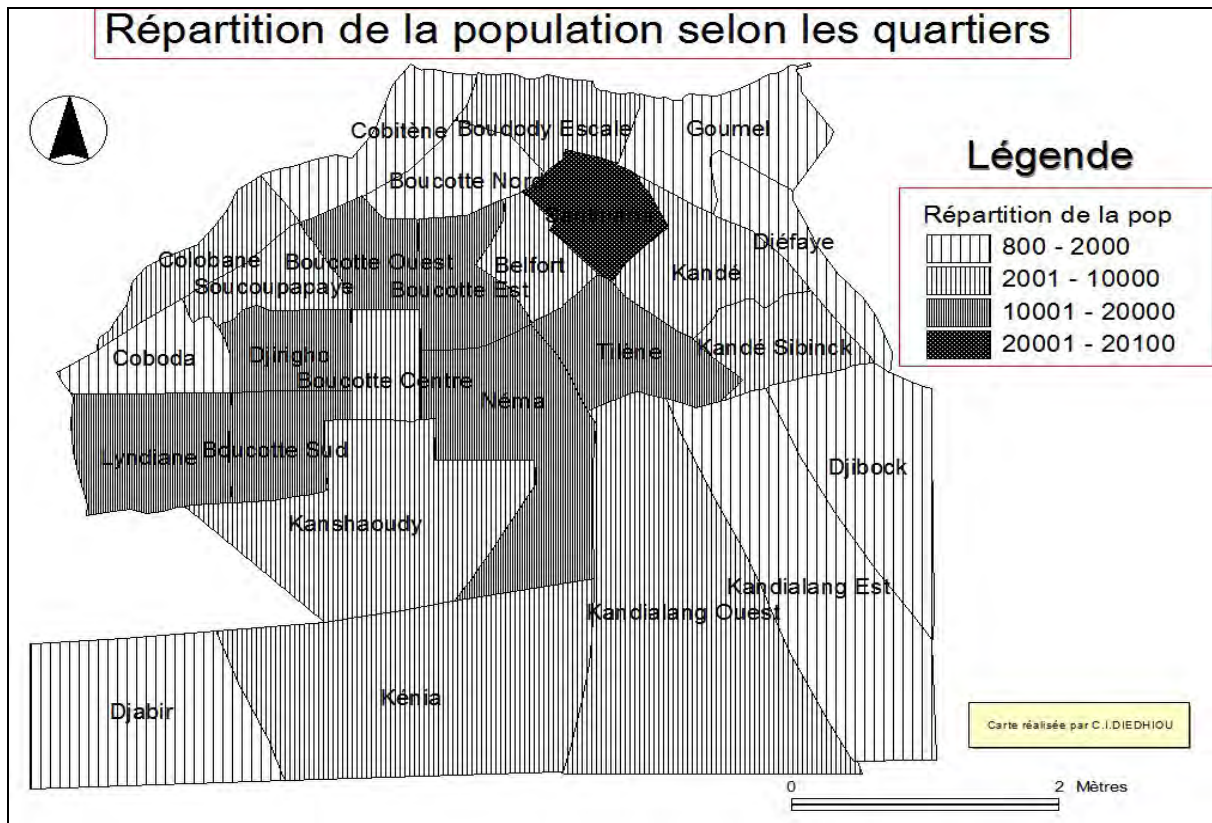 Répartition de la population selon les quartiers
Cobitène
Boudody Escale
Goumel
Boucotte Nord
Légende
Répartition de la pop
800 - 2000
2001 - 10000
10001 - 20000
20001 - 20100
Colobane
Boucotte Ouest
Soucoupapaye
Boucotte Est
Belfort
Kandé
Diéfaye
Coboda
Djiringho
Boucotte Centre
Tilène
Kandé Sibinck
Néma
Lyndiane
Boucotte Sud
Djibock
Kanshaoudy
Kandialang Est
Kandialang Ouest
Djabir
Kénia
Carte réalisée par C.I.DIEDHIOU
0 2 Mètres